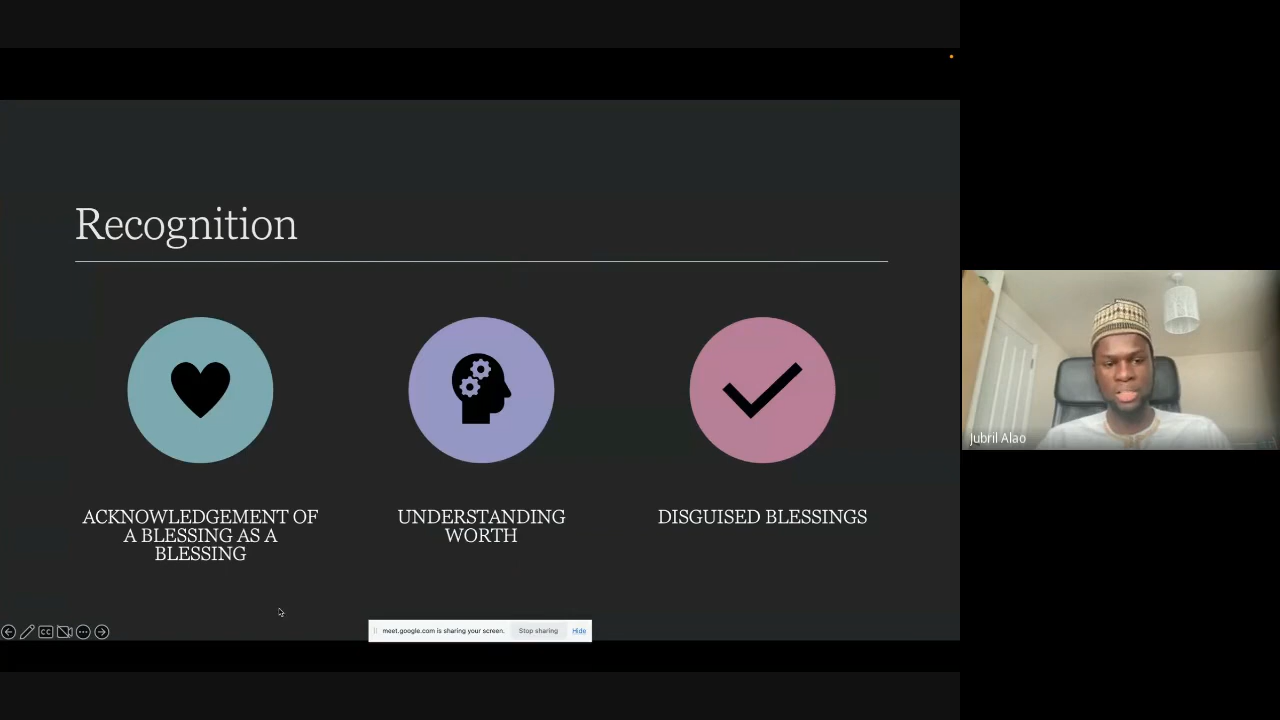 Recognition
ACKNOWLEDGEMENT OF
A BLESSING AS A
BLESSING
UNDERSTANDING
WORTH
DISGUISED BLESSINGS
CC
meet.google.com is sharing your screen.
Stop sharing
Hide
Jubril Alao